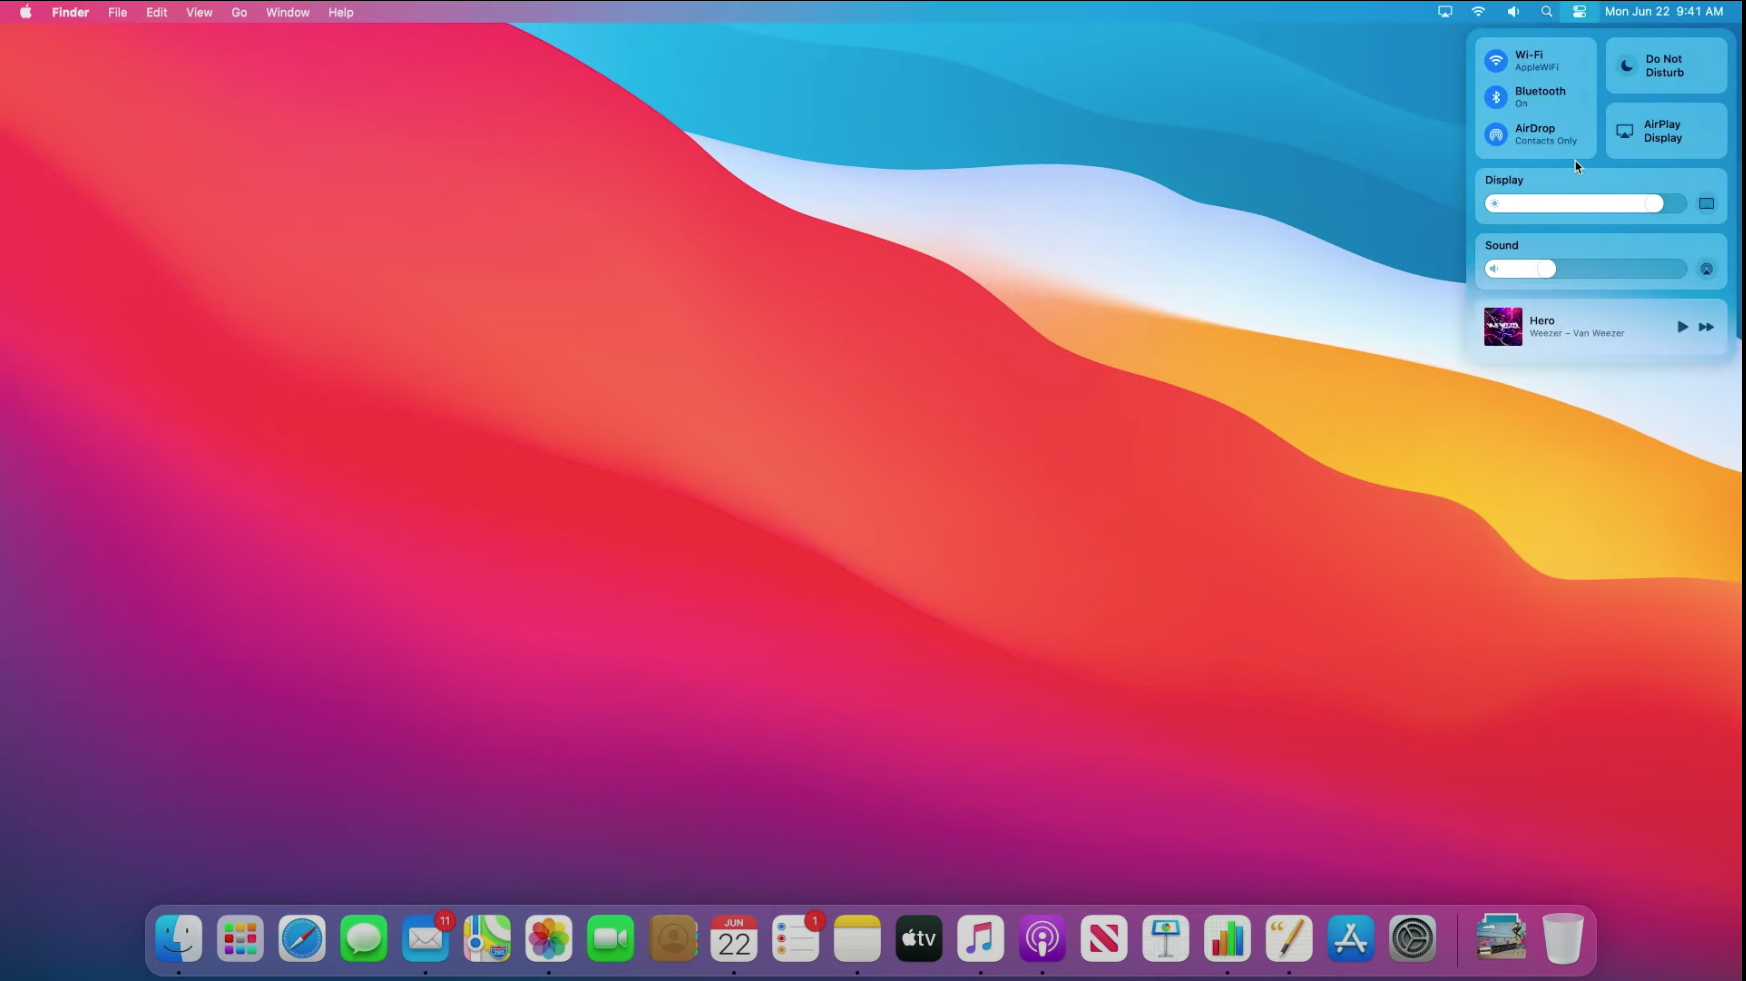 Finder File Edit View Go Window Help
Mon Jun 22 9:41 AM
Wi-Fi
AppleWiFi
Bluetooth
On
AirDrop
Contacts Only
Do Not
Disturb
AirPlay
Display
Display
Sound
Hero
Weezer – Van Weezer
11
280
JUN
22
1
tv